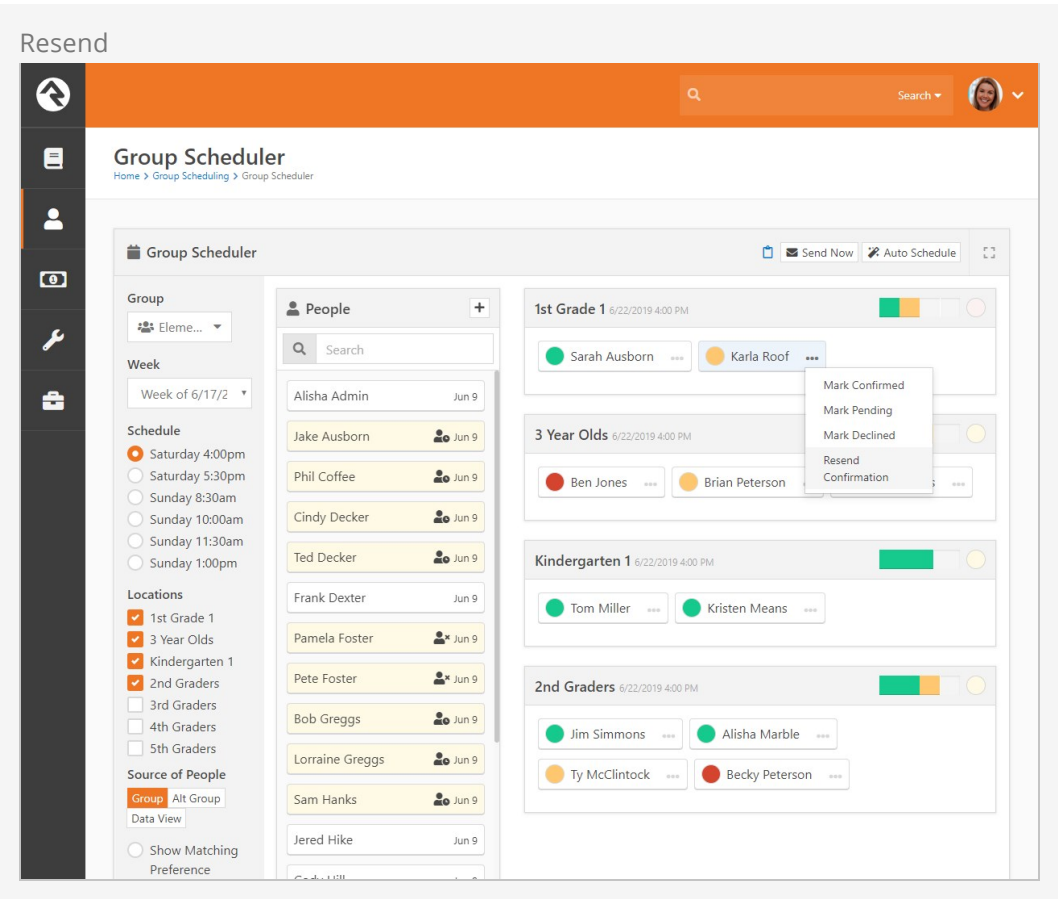 Resend
Search
Group Scheduler
Home > Group Scheduling > Group Scheduler
Group Scheduler
Send Now
Auto Schedule
Group
Eleme...
Week
Week of 6/17/2
Schedule
Saturday 4:00pm
Saturday 5:30pm
Sunday 8:30am
Sunday 10:00am
Sunday 11:30am
Sunday 1:00pm
Locations
1st Grade 1
3 Year Olds
Kindergarten 1
2nd Graders
3rd Graders
4th Graders
5th Graders
Source of People
Group Alt Group
Data View
Show Matching
Preference
People
Search
Alisha Admin Jun 9
Jake Ausborn Jun 9
Phil Coffee Jun 9
Cindy Decker Jun 9
Ted Decker Jun 9
Frank Dexter Jun 9
Pamela Foster Jun 9
Pete Foster Jun 9
Bob Greggs Jun 9
Lorraine Greggs Jun 9
Sam Hanks Jun 9
Jered Hike Jun 9
1st Grade 1 6/22/2019 4:00 PM
Sarah Ausborn Karla Roof
Mark Confirmed
Mark Pending
Mark Declined
Resend
Confirmation
3 Year Olds 6/22/2019 4:00 PM
Ben Jones Brian Peterson
Kindergarten 1 6/22/2019 4:00 PM
Tom Miller Kristen Means
2nd Graders 6/22/2019 4:00 PM
Jim Simmons Alisha Marble
Ty McClintock Becky Peterson